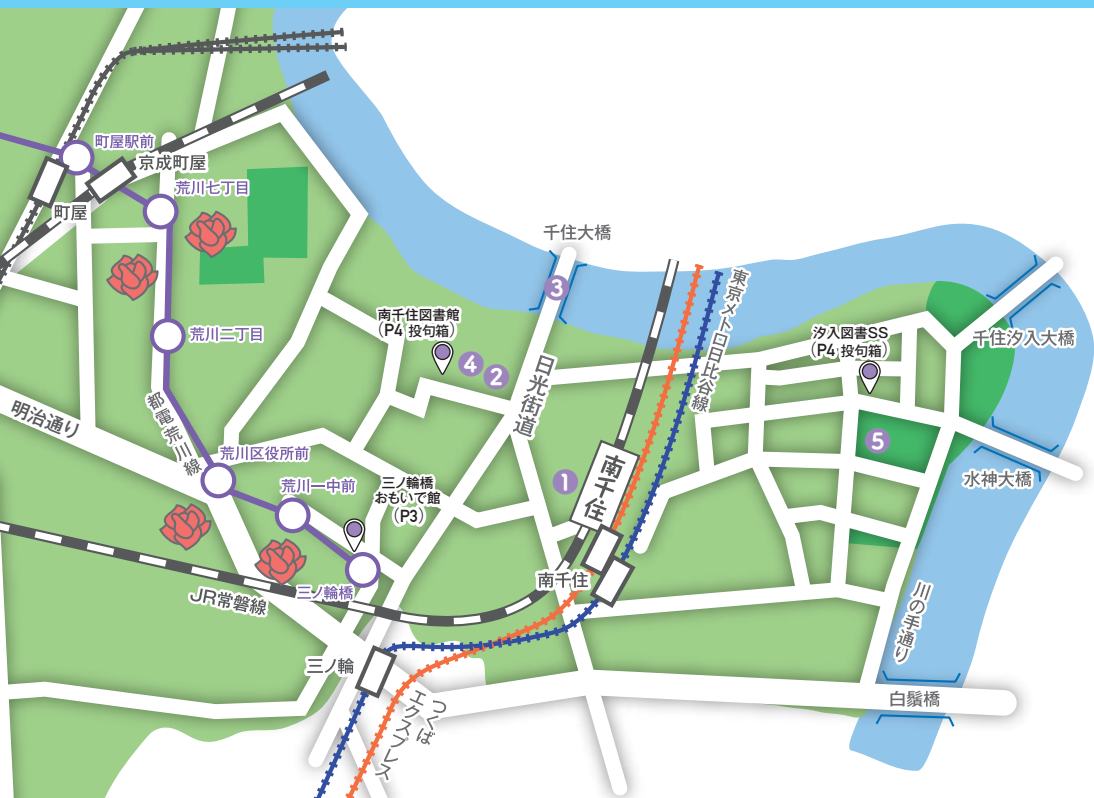 町屋駅前
京成町屋
荒川七丁目
町屋
千住大橋
3
東京メトロ日比谷線
南千住図書館
（P4 投句箱）
汐入図書SS
（P4 投句箱）
千住汐入大橋
荒川二丁目
4
2
日光街道
都電荒川線
明治通り
5
荒川区役所前
水神大橋
荒川一中前
三ノ輪橋
おもいで館
（P3）
1
南千住
南千住
三ノ輪橋
JR常磐線
川の手通り
三ノ輪
白鬚橋
つくば
エクスプレス